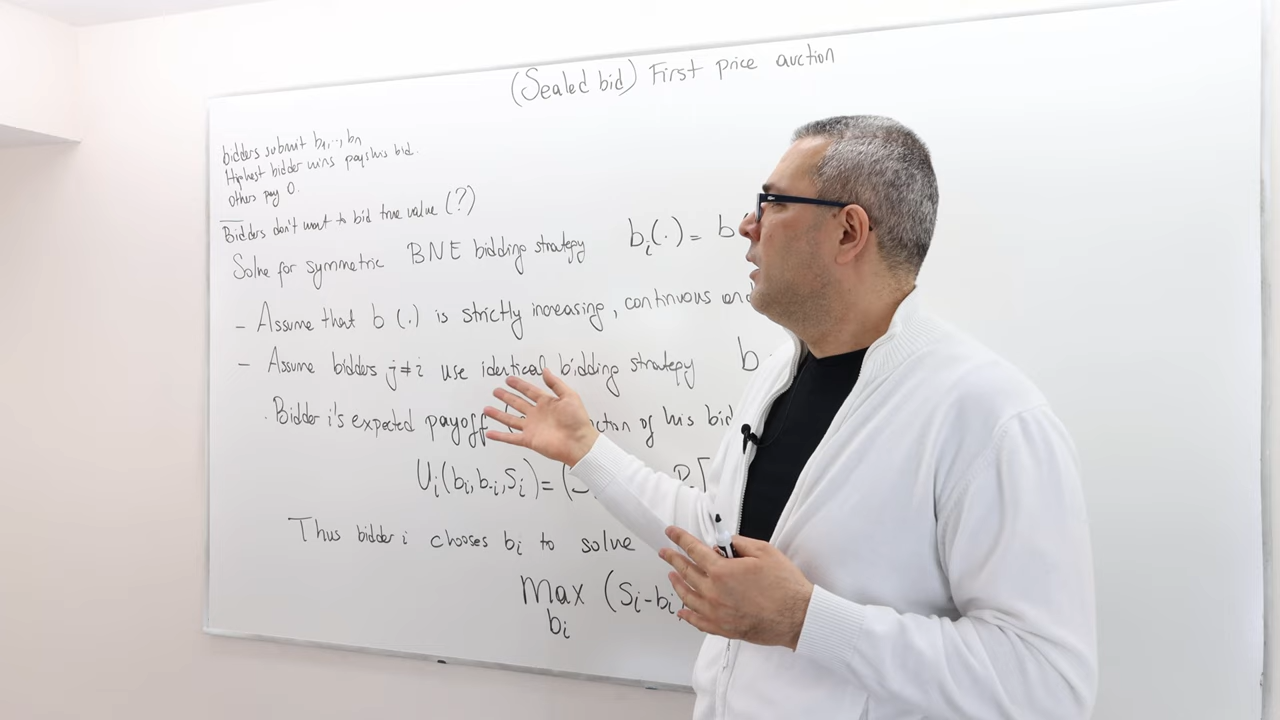 (Sealed bid) First price auction
bidders submit b₁,..., bₙ
Highest bidder wins pays his bid.
others pay 0.
Bidders don't want to bid true value (?)
Solve for symmetric BNE bidding strategy bᵢ(.) = b
- Assume that b (.) is strictly increasing, continuous and
- Assume bidders j≠i use identical bidding strategy b
. Bidder i's expected payoff ction of his bid
Uᵢ(bᵢ,b₋ᵢ,Sᵢ)=(S P[
Thus bidder i chooses bᵢ to solve
max (Sᵢ-bᵢ
bᵢ